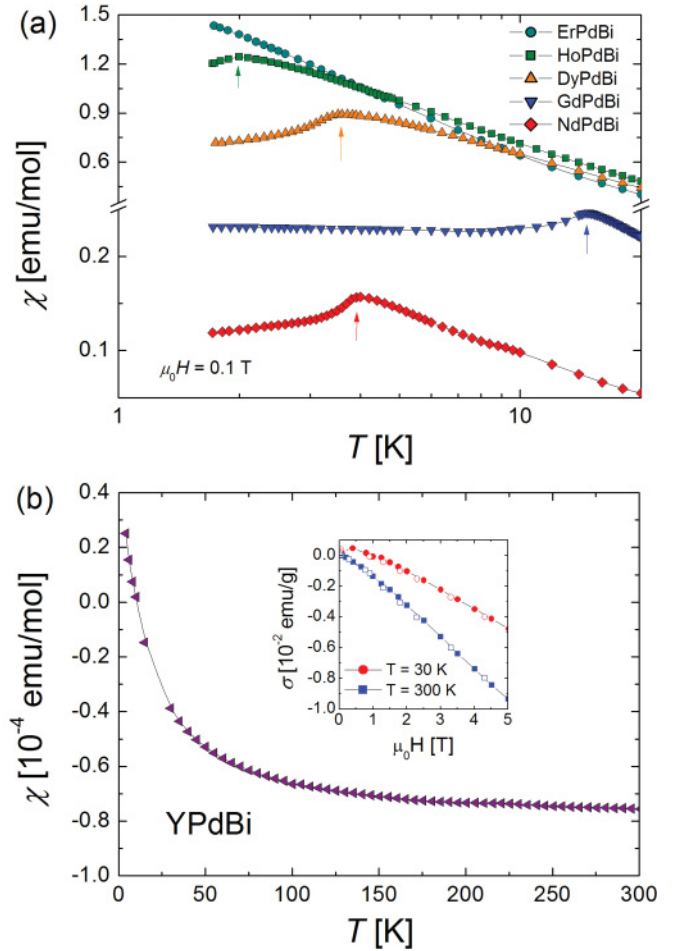 (a)
1.5
1.2
0.9
0.6
0.2
0.1
χ [emu/mol]
ErPdBi
HoPdBi
DyPdBi
GdPdBi
NdPdBi
μ₀H = 0.1 T
1
10
T [K]
(b)
0.4
0.2
0.0
-0.2
-0.4
-0.6
-0.8
-1.0
χ [10⁻⁴ emu/mol]
0.0
-0.2
-0.4
-0.6
-0.8
-1.0
σ [10⁻² emu/g]
T = 30 K
T = 300 K
0 1 2 3 4 5
μ₀H [T]
YPdBi
0 50 100 150 200 250 300
T [K]